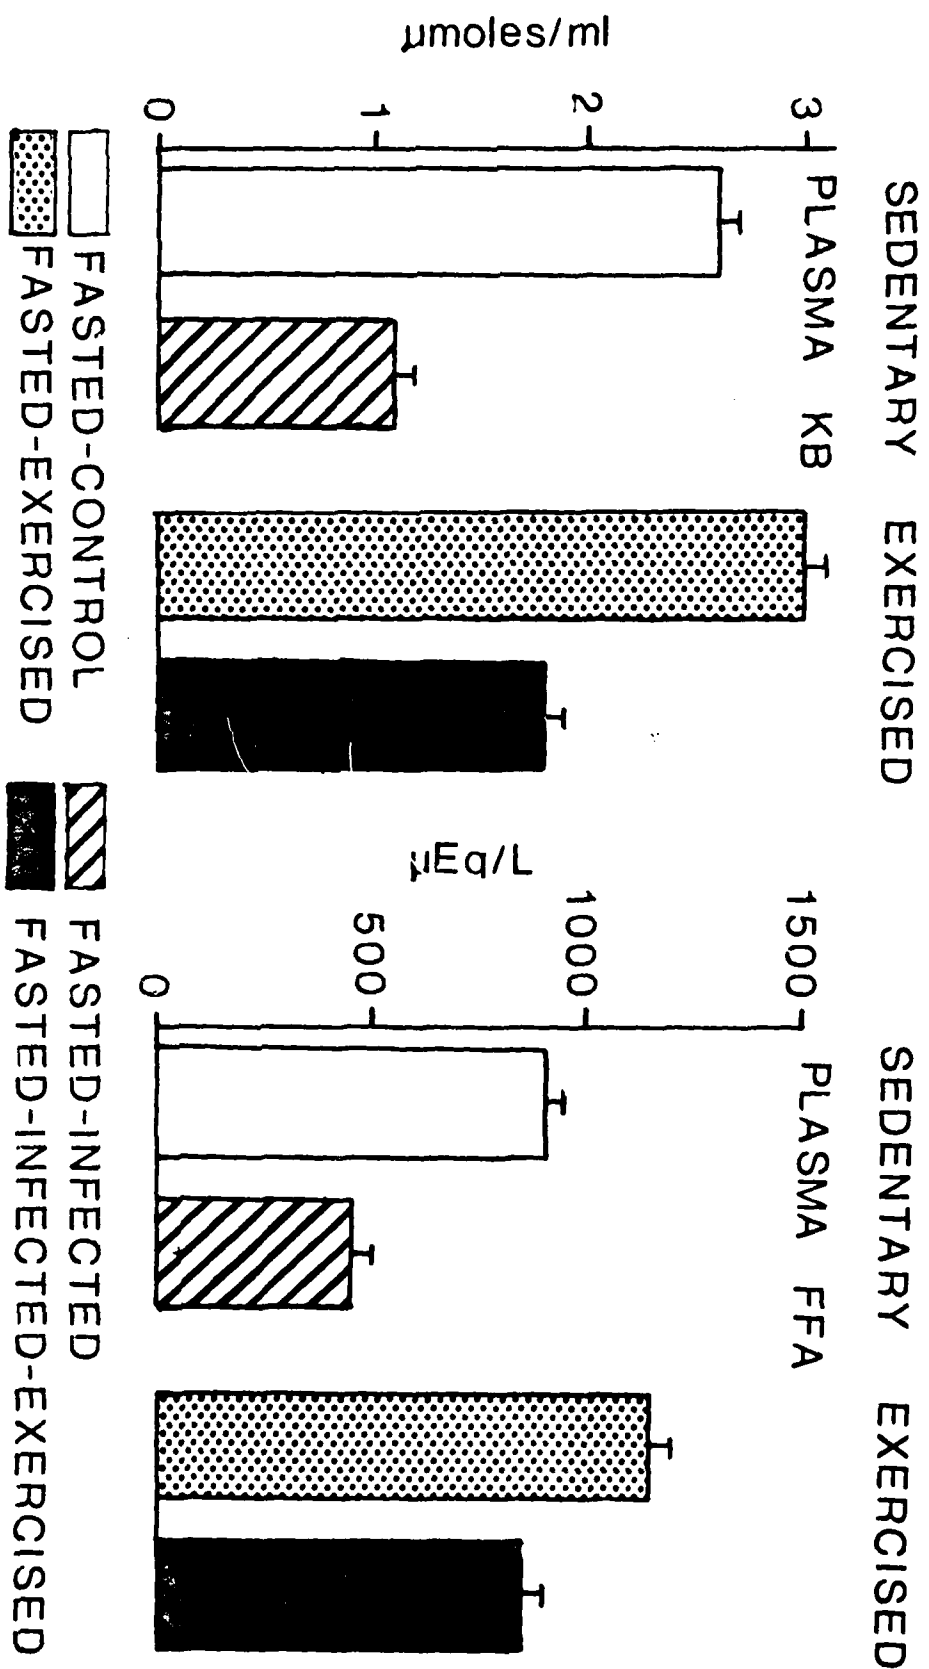 SEDENTARY EXERCISED
PLASMA KB
µmoles/ml
3
2
1
0
SEDENTARY EXERCISED
PLASMA FFA
µEq/L
1500
1000
500
0
FASTED-CONTROL
FASTED-INFECTED
FASTED-EXERCISED
FASTED-INFECTED-EXERCISED